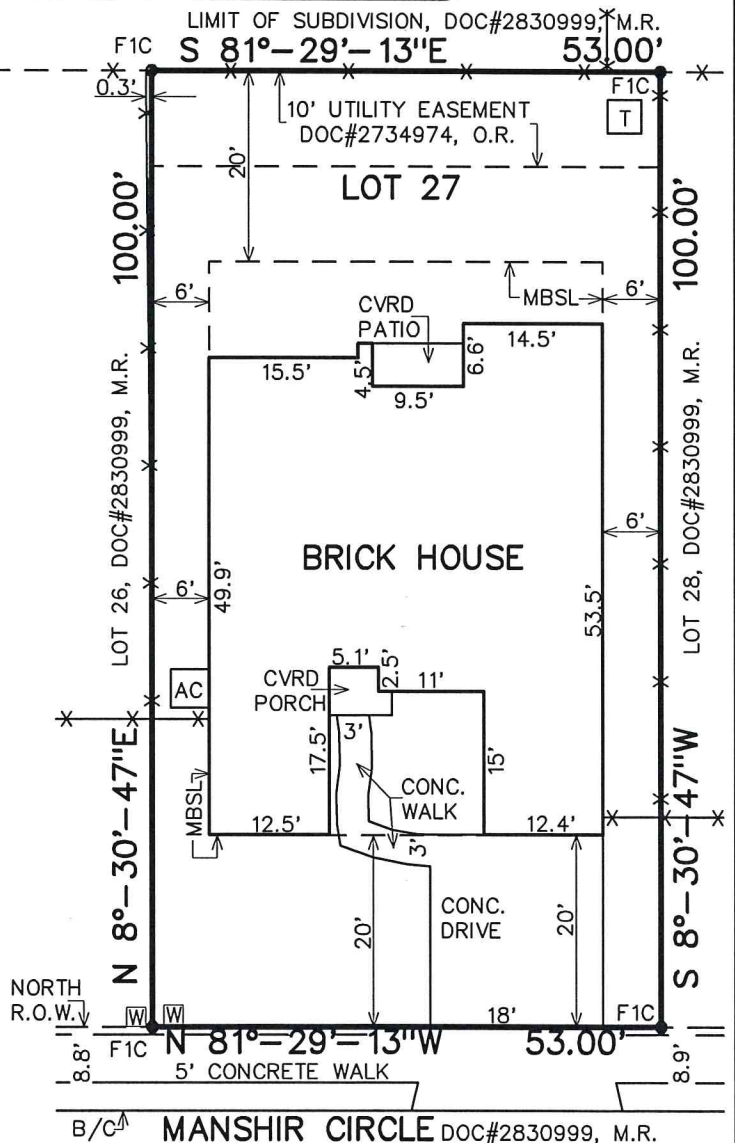 LIMIT OF SUBDIVISION, DOC#2830999, M.R.
F1C
S 81°–29'–13"E
53.00'
F1C
0.3'
10' UTILITY EASEMENT
DOC#2734974, O.R.
T
20'
LOT 27
100.00'
100.00'
6'
MBSL
6'
CVRD
PATIO
14.5'
15.5'
4.5'
9.5'
6.6'
LOT 26, DOC#2830999, M.R.
LOT 28, DOC#2830999, M.R.
BRICK HOUSE
6'
6'
49.9'
53.5'
AC
CVRD
PORCH
5.1'
2.5'
11'
3'
17.5'
15'
CONC.
WALK
N 8°–30'–47"E
S 8°–30'–47"W
MBSL
12.5'
12.4'
3'
20'
CONC.
DRIVE
20'
NORTH
R.O.W.
W
W
18'
F1C
F1C
N 81°–29'–13"W
53.00'
8.8'
5' CONCRETE WALK
8.9'
B/C
MANSHIR CIRCLE DOC#2830999, M.R.